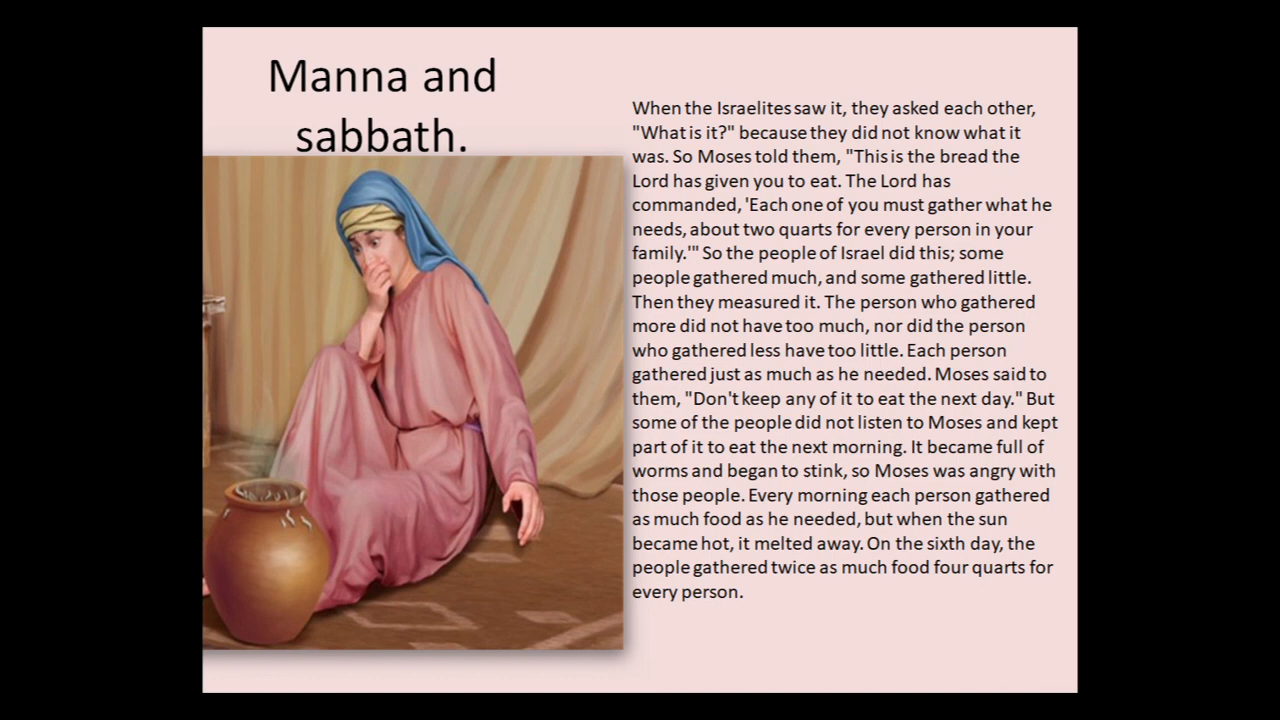 Manna and
sabbath.
When the Israelites saw it, they asked each other,
"What is it?" because they did not know what it
was. So Moses told them, "This is the bread the
Lord has given you to eat. The Lord has
commanded, 'Each one of you must gather what he
needs, about two quarts for every person in your
family.'" So the people of Israel did this; some
people gathered much, and some gathered little.
Then they measured it. The person who gathered
more did not have too much, nor did the person
who gathered less have too little. Each person
gathered just as much as he needed. Moses said to
them, "Don't keep any of it to eat the next day." But
some of the people did not listen to Moses and kept
part of it to eat the next morning. It became full of
worms and began to stink, so Moses was angry with
those people. Every morning each person gathered
as much food as he needed, but when the sun
became hot, it melted away. On the sixth day, the
people gathered twice as much food four quarts for
every person.